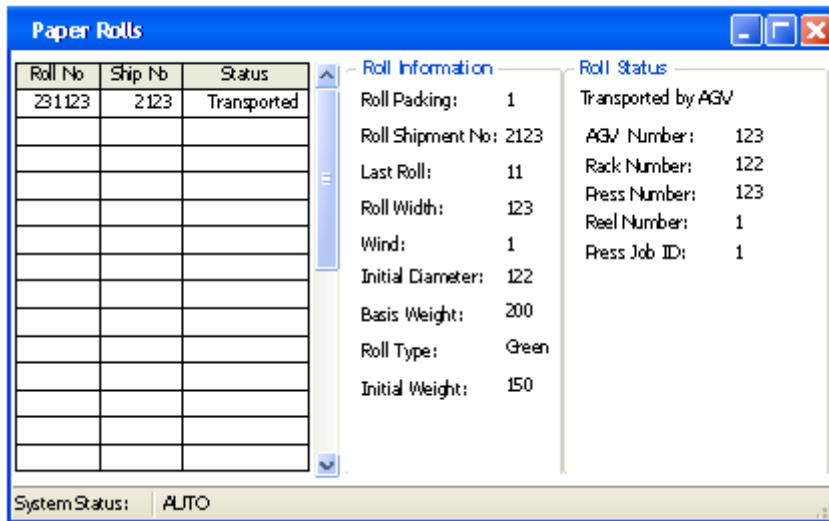 Paper Rolls
Roll No Ship No Status
231123 2123 Transported
Roll Information
Roll Packing: 1
Roll Shipment No: 2123
Last Roll: 11
Roll Width: 123
Wind: 1
Initial Diameter: 122
Basis Weight: 200
Roll Type: Green
Initial Weight: 150
Roll Status
Transported by AGV
AGV Number: 123
Rack Number: 122
Press Number: 123
Reel Number: 1
Press Job ID: 1
System Status: AUTO